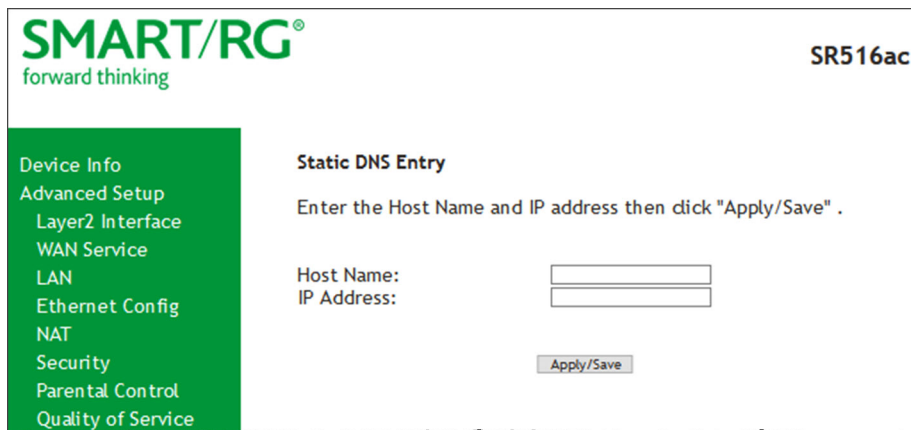 SMART/RG®
forward thinking
SR516ac
Device Info
Advanced Setup
Layer2 Interface
WAN Service
LAN
Ethernet Config
NAT
Security
Parental Control
Quality of Service
Static DNS Entry
Enter the Host Name and IP address then click "Apply/Save" .
Host Name:
IP Address:
Apply/Save